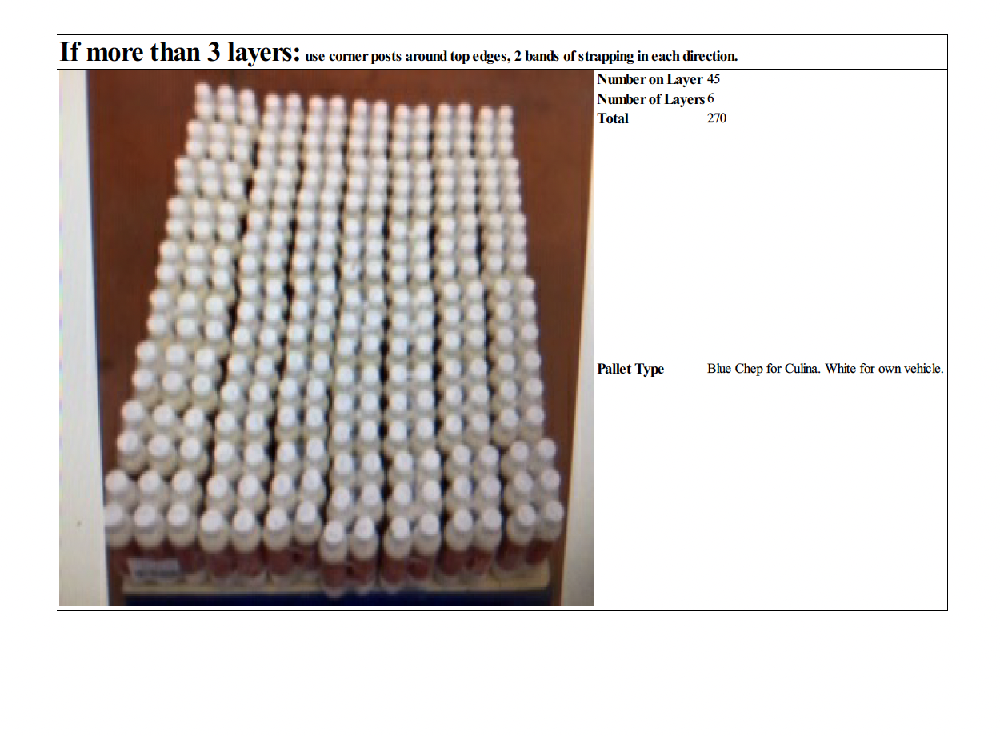 If more than 3 layers: use corner posts around top edges, 2 bands of strapping in each direction.
Number on Layer 45
Number of Layers 6
Total 270
Pallet Type Blue Chep for Culina. White for own vehicle.